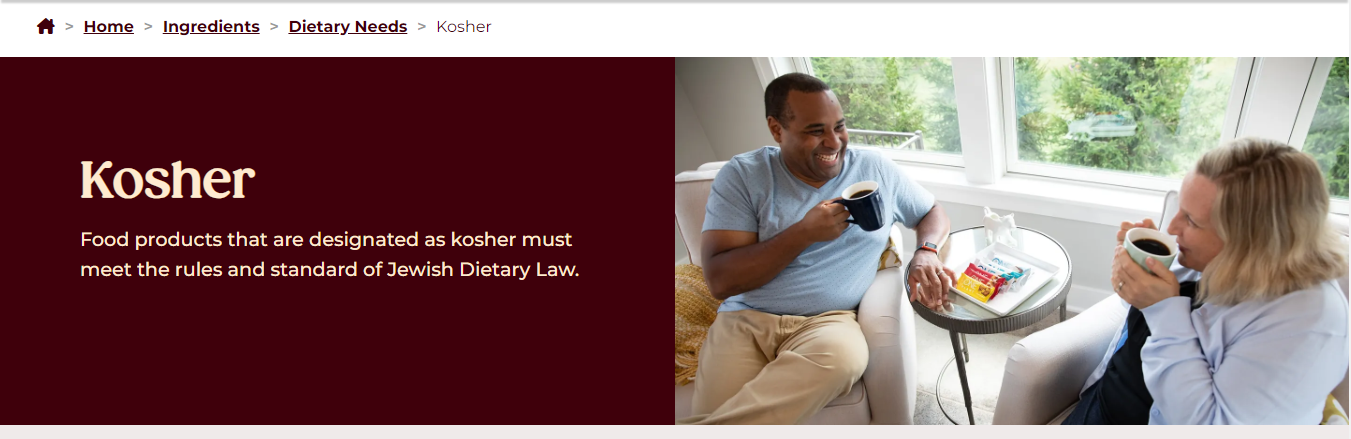 > Home > Ingredients > Dietary Needs > Kosher
Kosher
Food products that are designated as kosher must
meet the rules and standard of Jewish Dietary Law.